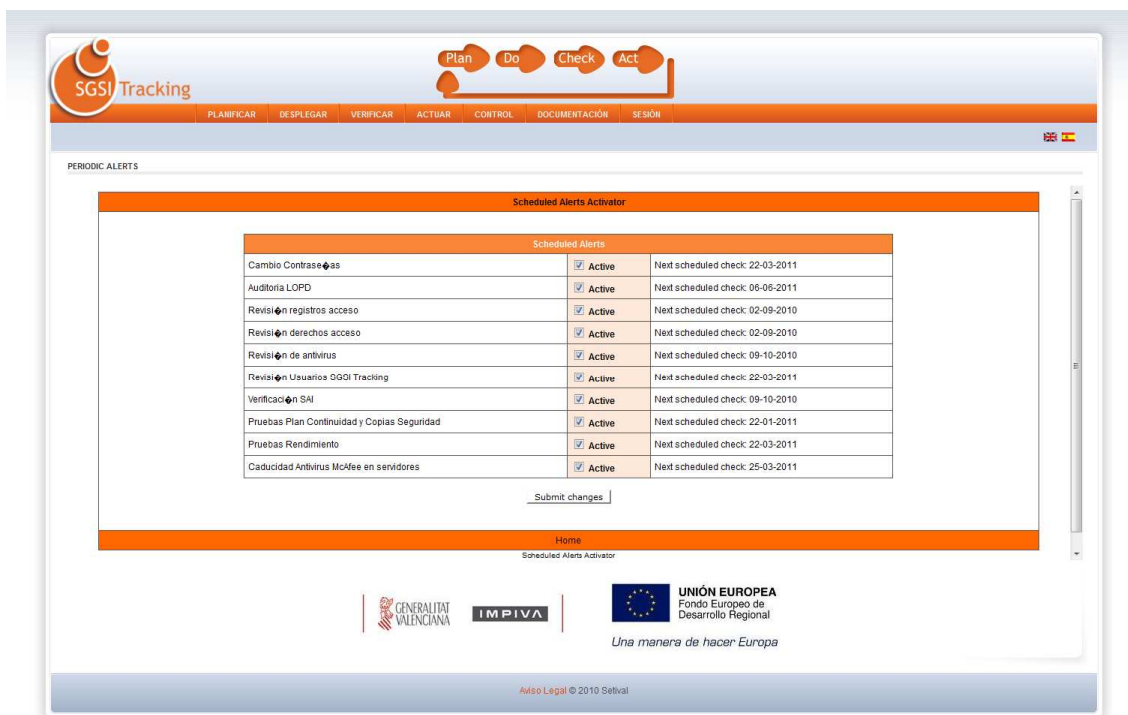 Plan Do Check Act
SGSI Tracking
PLANIFICAR DESPLEGAR VERIFICAR ACTUAR CONTROL DOCUMENTACIÓN SESIÓN
PERIODIC ALERTS
Scheduled Alerts Activator
Scheduled Alerts
Cambio Contrase�as Active Next scheduled check: 22-03-2011
Auditoria LOPD Active Next scheduled check: 06-06-2011
Revisi�n registros acceso Active Next scheduled check: 02-09-2010
Revisi�n derechos acceso Active Next scheduled check: 02-09-2010
Revisi�n de antivirus Active Next scheduled check: 09-10-2010
Revisi�n Usuarios SGSI Tracking Active Next scheduled check: 22-03-2011
Verificaci�n SAI Active Next scheduled check: 09-10-2010
Pruebas Plan Continuidad y Copias Seguridad Active Next scheduled check: 22-01-2011
Pruebas Rendimiento Active Next scheduled check: 22-03-2011
Caducidad Antivirus McAfee en servidores Active Next scheduled check: 25-03-2011
Submit changes
Home
Scheduled Alerts Activator
GENERALITAT
VALENCIANA
IMPIVA
UNIÓN EUROPEA
Fondo Europeo de
Desarrollo Regional
Una manera de hacer Europa
Aviso Legal © 2010 Setival